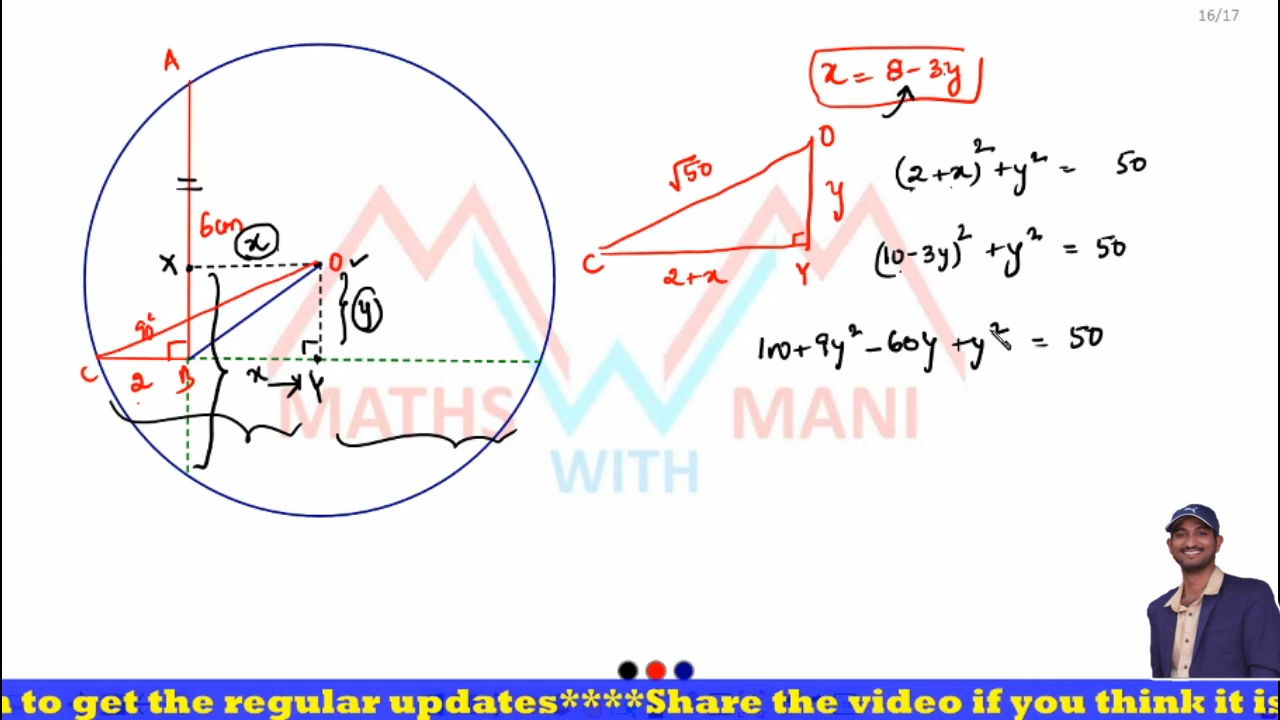 16/17
A
x = 8 - 3y
O
√50
(2+x)² + y² = 50
y
6cm
x
X
O
(10-3y)² + y² = 50
C
2+x
Y
y
90°
100 + 9y² - 60y + y² = 50
C
2
B
x
Y
MATHS
WITH
MANI
n to get the regular updates****Share the video if you think it is